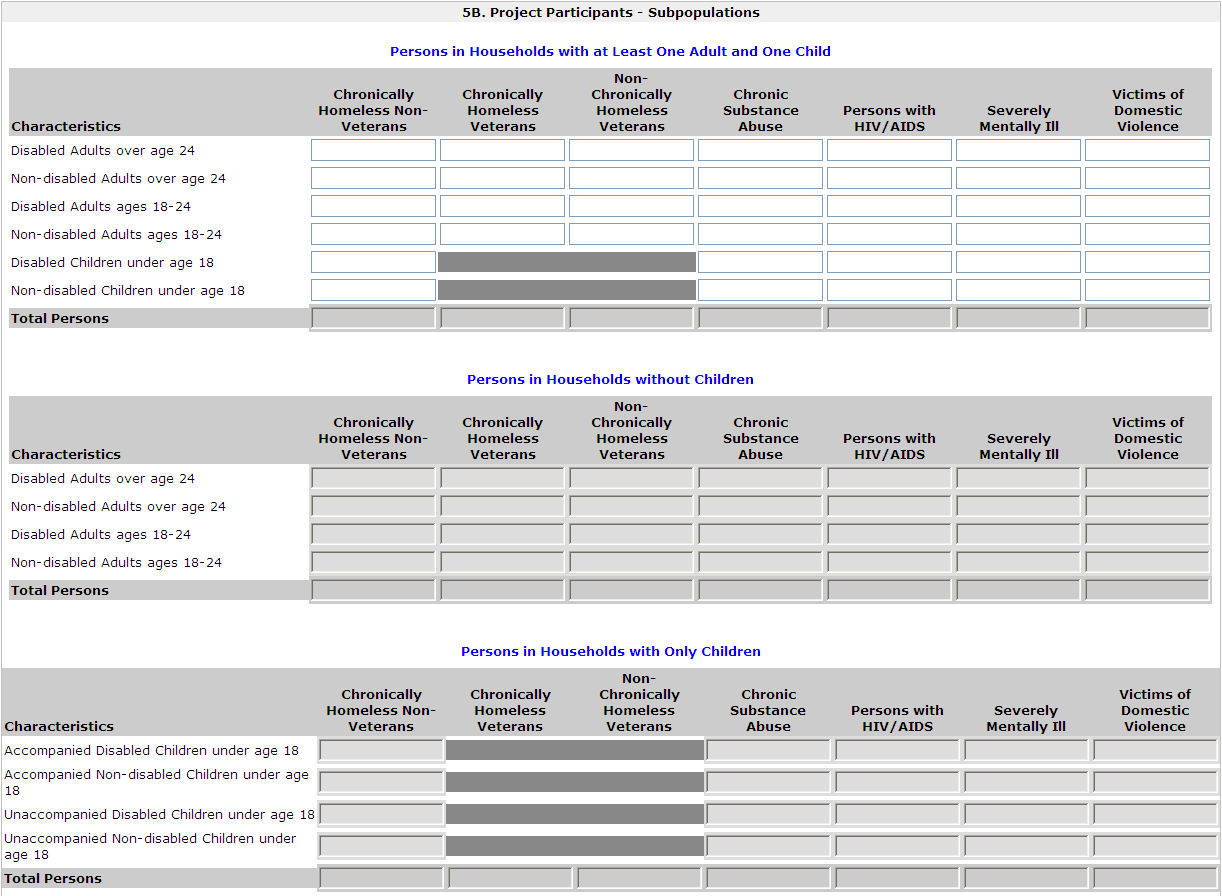 5B. Project Participants - Subpopulations
Persons in Households with at Least One Adult and One Child
Characteristics
Chronically
Homeless Non-
Veterans
Chronically
Homeless
Veterans
Non-
Chronically
Homeless
Veterans
Chronic
Substance
Abuse
Persons with
HIV/AIDS
Severely
Mentally Ill
Victims of
Domestic
Violence
Disabled Adults over age 24
Non-disabled Adults over age 24
Disabled Adults ages 18-24
Non-disabled Adults ages 18-24
Disabled Children under age 18
Non-disabled Children under age 18
Total Persons
Persons in Households without Children
Characteristics
Chronically
Homeless Non-
Veterans
Chronically
Homeless
Veterans
Non-
Chronically
Homeless
Veterans
Chronic
Substance
Abuse
Persons with
HIV/AIDS
Severely
Mentally Ill
Victims of
Domestic
Violence
Disabled Adults over age 24
Non-disabled Adults over age 24
Disabled Adults ages 18-24
Non-disabled Adults ages 18-24
Total Persons
Persons in Households with Only Children
Characteristics
Chronically
Homeless Non-
Veterans
Chronically
Homeless
Veterans
Non-
Chronically
Homeless
Veterans
Chronic
Substance
Abuse
Persons with
HIV/AIDS
Severely
Mentally Ill
Victims of
Domestic
Violence
Accompanied Disabled Children under age 18
Accompanied Non-disabled Children under age
18
Unaccompanied Disabled Children under age 18
Unaccompanied Non-disabled Children under
age 18
Total Persons